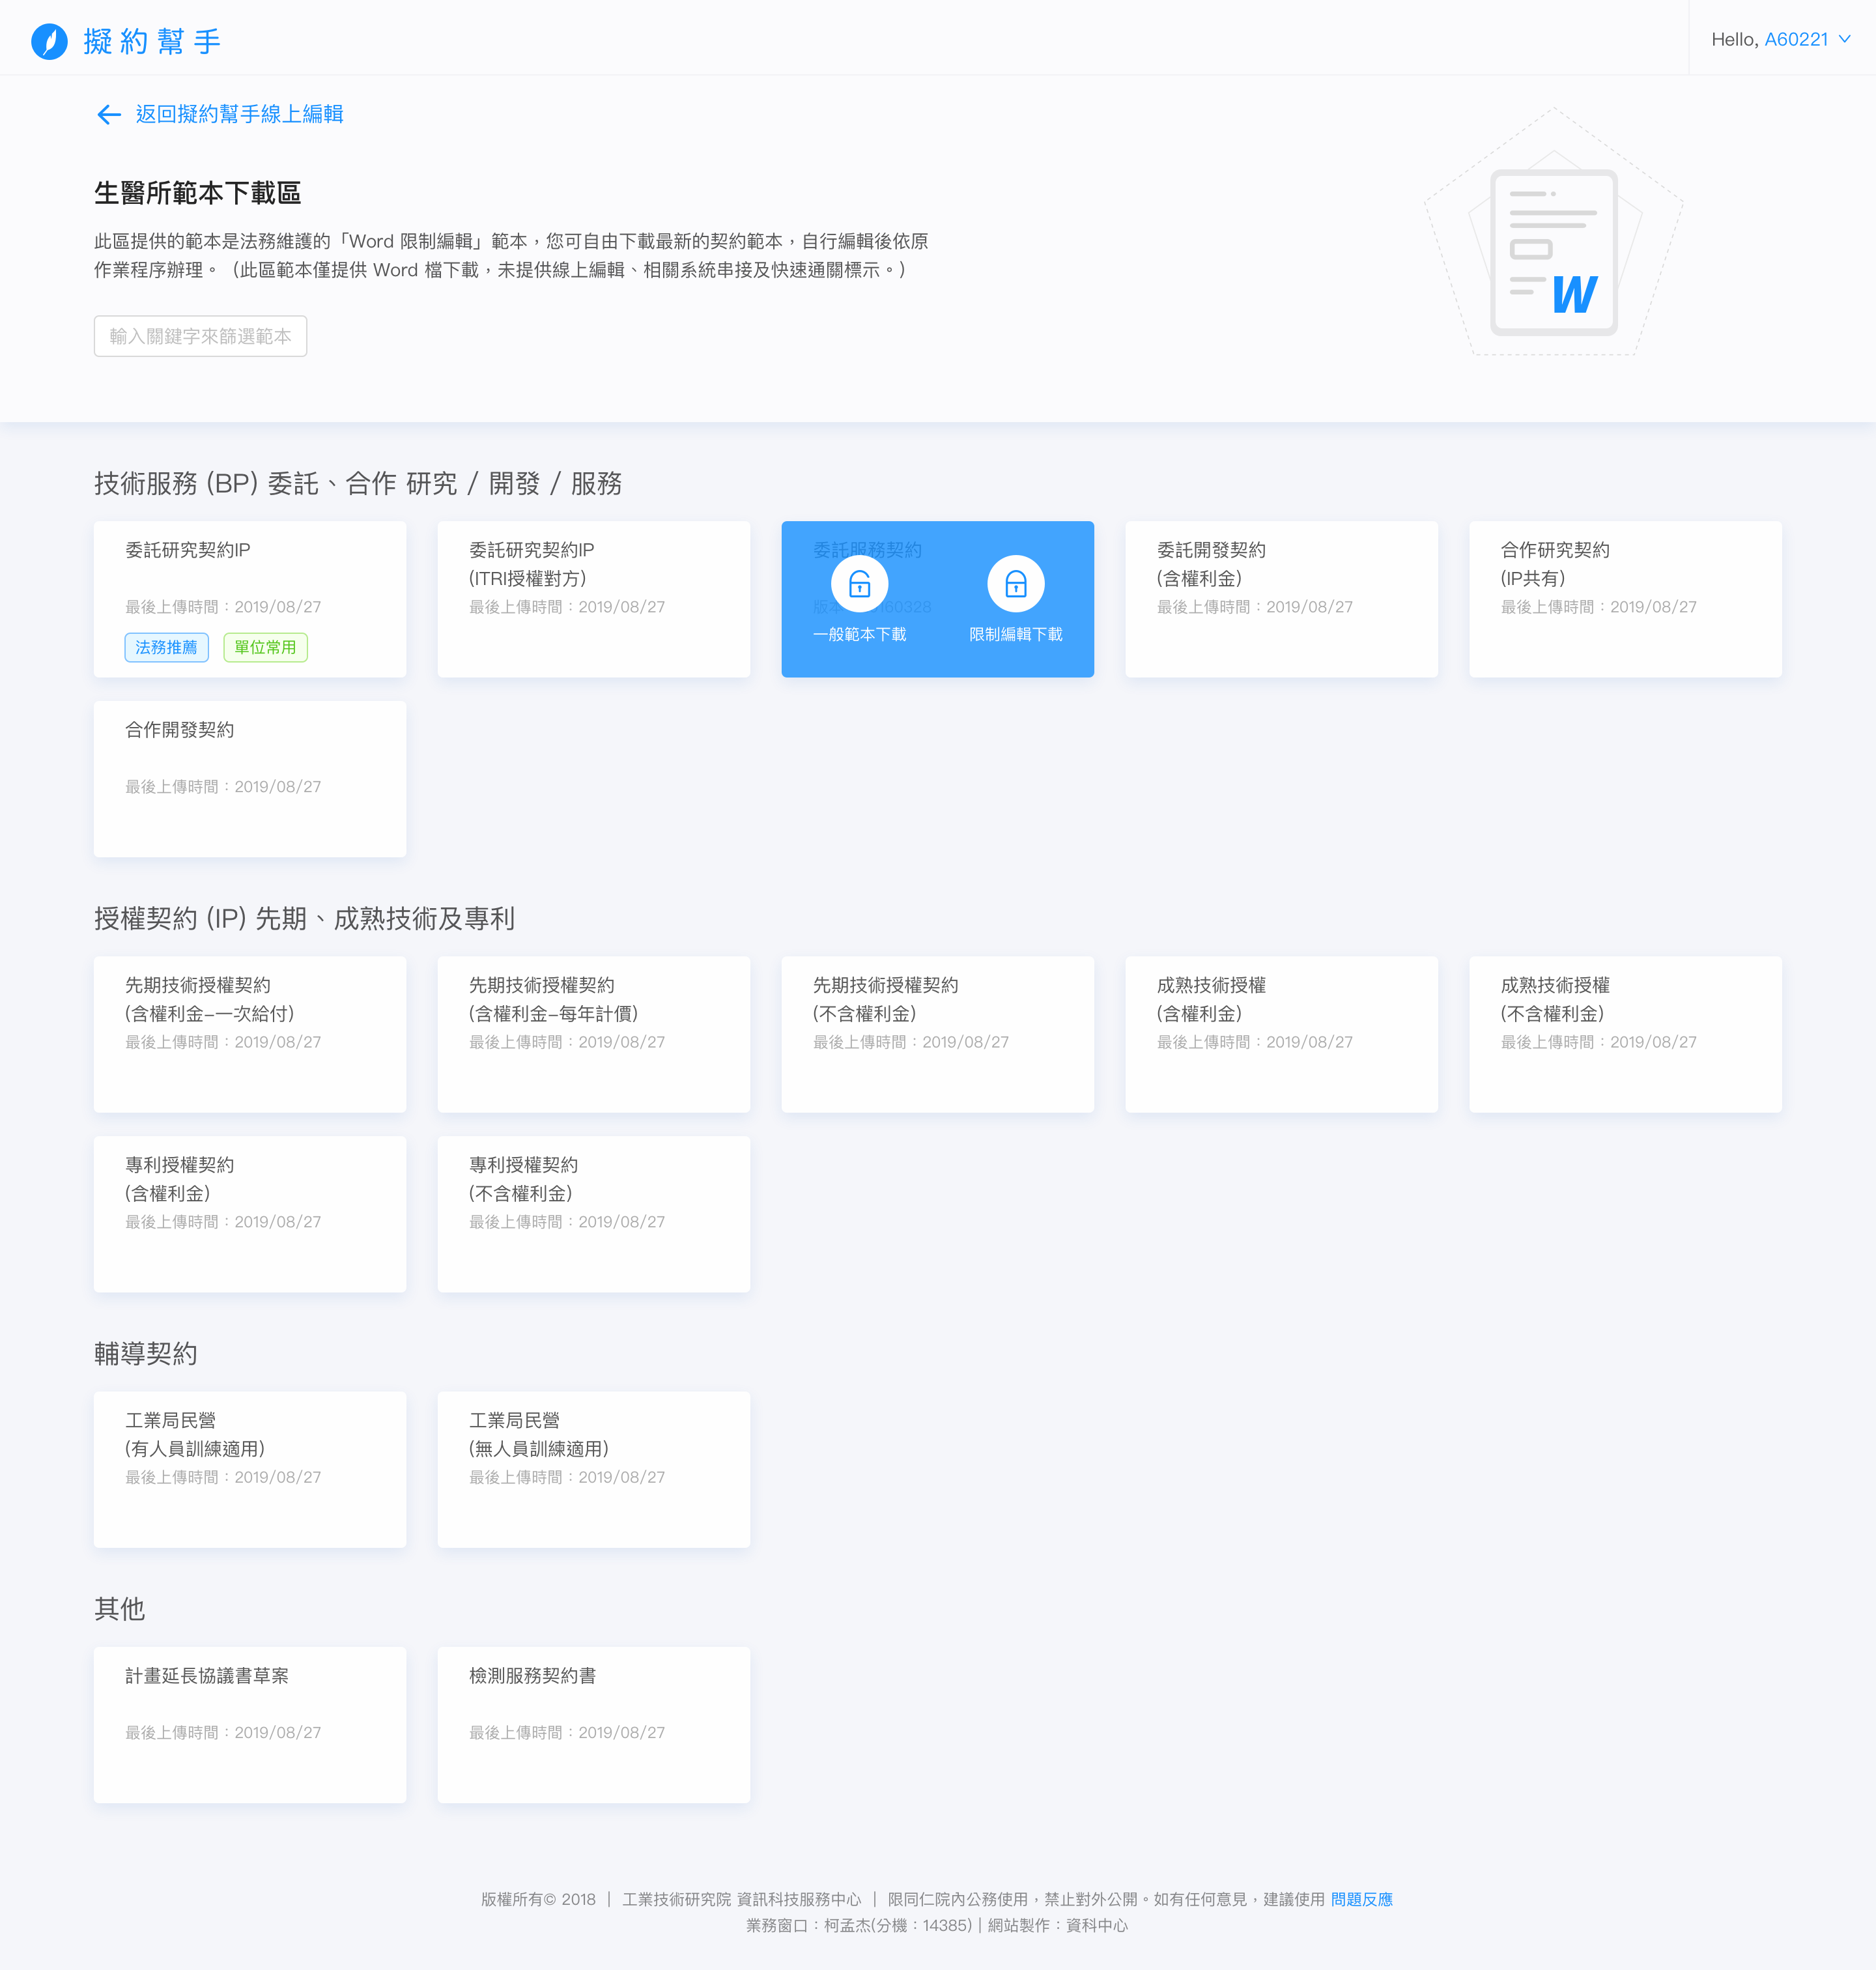 擬約幫手
Hello, A60221
返回擬約幫手線上編輯
生醫所範本下載區
此區提供的範本是法務維護的「Word 限制編輯」範本，您可自由下載最新的契約範本，自行編輯後依原
作業程序辦理。（此區範本僅提供 Word 檔下載，未提供線上編輯、相關系統串接及快速通關標示。）
輸入關鍵字來篩選範本
W
技術服務 (BP) 委託、合作 研究 / 開發 / 服務
委託研究契約IP
最後上傳時間：2019/08/27
法務推薦 單位常用
委託研究契約IP
(ITRI授權對方)
最後上傳時間：2019/08/27
委託服務契約
一般範本下載 限制編輯下載
委託開發契約
(含權利金)
最後上傳時間：2019/08/27
合作研究契約
(IP共有)
最後上傳時間：2019/08/27
合作開發契約
最後上傳時間：2019/08/27
授權契約 (IP) 先期、成熟技術及專利
先期技術授權契約
(含權利金–一次給付)
最後上傳時間：2019/08/27
先期技術授權契約
(含權利金–每年計價)
最後上傳時間：2019/08/27
先期技術授權契約
(不含權利金)
最後上傳時間：2019/08/27
成熟技術授權
(含權利金)
最後上傳時間：2019/08/27
成熟技術授權
(不含權利金)
最後上傳時間：2019/08/27
專利授權契約
(含權利金)
最後上傳時間：2019/08/27
專利授權契約
(不含權利金)
最後上傳時間：2019/08/27
輔導契約
工業局民營
(有人員訓練適用)
最後上傳時間：2019/08/27
工業局民營
(無人員訓練適用)
最後上傳時間：2019/08/27
其他
計畫延長協議書草案
最後上傳時間：2019/08/27
檢測服務契約書
最後上傳時間：2019/08/27
版權所有© 2018 ｜ 工業技術研究院 資訊科技服務中心 ｜ 限同仁院內公務使用，禁止對外公開。如有任何意見，建議使用 問題反應
業務窗口：柯孟杰(分機：14385) | 網站製作：資科中心